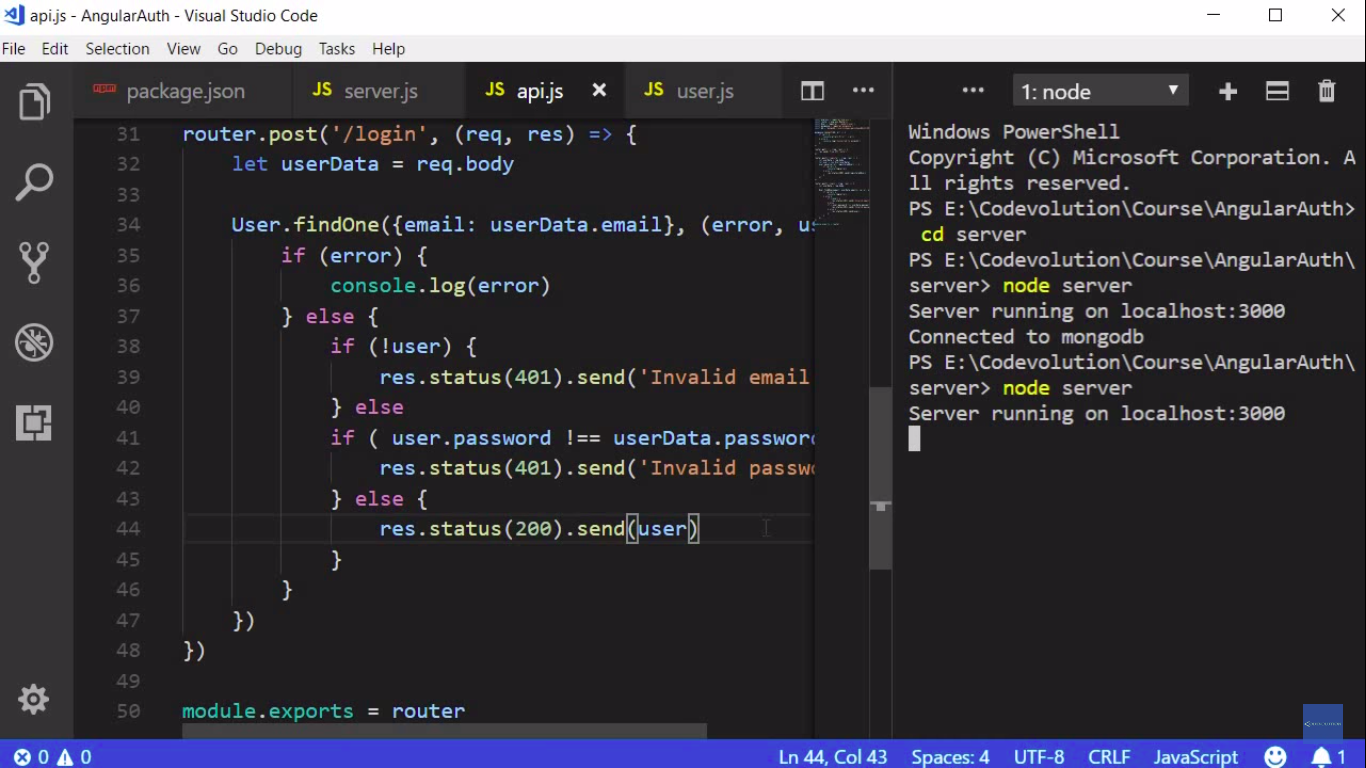 api.js - AngularAuth - Visual Studio Code
File Edit Selection View Go Debug Tasks Help
package.json JS server.js JS api.js JS user.js
31 router.post('/login', (req, res) => {
32 let userData = req.body
33
34 User.findOne({email: userData.email}, (error, us
35 if (error) {
36 console.log(error)
37 } else {
38 if (!user) {
39 res.status(401).send('Invalid email
40 } else
41 if ( user.password !== userData.password
42 res.status(401).send('Invalid passwo
43 } else {
44 res.status(200).send(user)
45 }
46 }
47 })
48 })
49
50 module.exports = router
1: node
Windows PowerShell
Copyright (C) Microsoft Corporation. A
ll rights reserved.
PS E:\Codevolution\Course\AngularAuth>
cd server
PS E:\Codevolution\Course\AngularAuth\
server> node server
Server running on localhost:3000
Connected to mongodb
PS E:\Codevolution\Course\AngularAuth\
server> node server
Server running on localhost:3000
0 0 Ln 44, Col 43 Spaces: 4 UTF-8 CRLF JavaScript 1